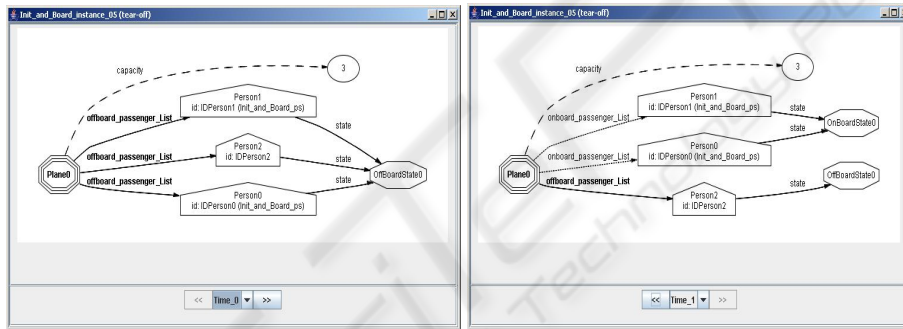 Init_and_Board_instance_05 (tear-off)
capacity
3
offboard_passenger_List
Person1
id: IDPerson1 (Init_and_Board_ps)
state
offboard_passenger_List
Person2
id: IDPerson2
state
Plane0
OffBoardState0
offboard_passenger_List
Person0
id: IDPerson0 (Init_and_Board_ps)
state
<< Time_0 >>
Init_and_Board_instance_05 (tear-off)
capacity
3
onboard_passenger_List
Person1
id: IDPerson1 (Init_and_Board_ps)
state
OnBoardState0
onboard_passenger_List
Person0
id: IDPerson0 (Init_and_Board_ps)
state
Plane0
offboard_passenger_List
Person2
id: IDPerson2
state
OffBoardState0
<< Time_1 >>